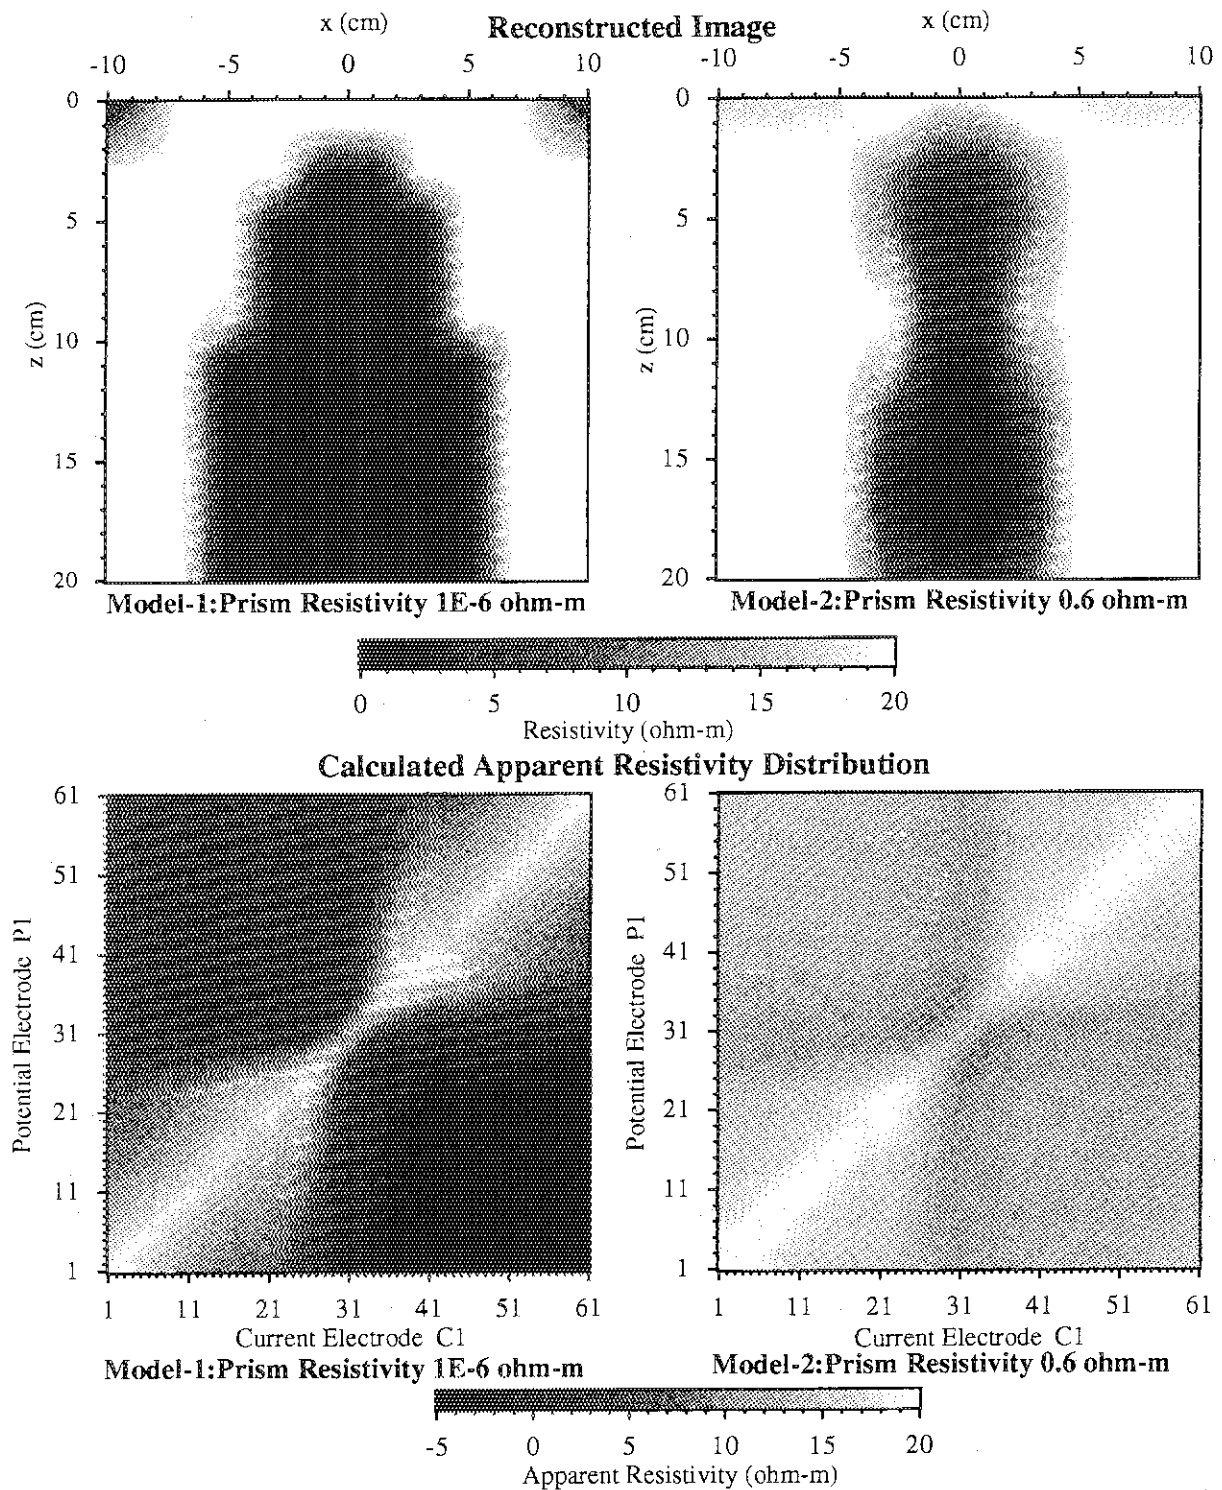 Reconstructed Image
x (cm) x (cm)
-10 -5 0 5 10 -10 -5 0 5 10
z (cm) z (cm)
0 0
5 5
10 10
15 15
20 20
Model-1:Prism Resistivity 1E-6 ohm-m Model-2:Prism Resistivity 0.6 ohm-m
0 5 10 15 20
Resistivity (ohm-m)
Calculated Apparent Resistivity Distribution
Potential Electrode P1 Potential Electrode P1
61 61
51 51
41 41
31 31
21 21
11 11
1 1
1 11 21 31 41 51 61 1 11 21 31 41 51 61
Current Electrode C1 Current Electrode C1
Model-1:Prism Resistivity 1E-6 ohm-m Model-2:Prism Resistivity 0.6 ohm-m
-5 0 5 10 15 20
Apparent Resistivity (ohm-m)